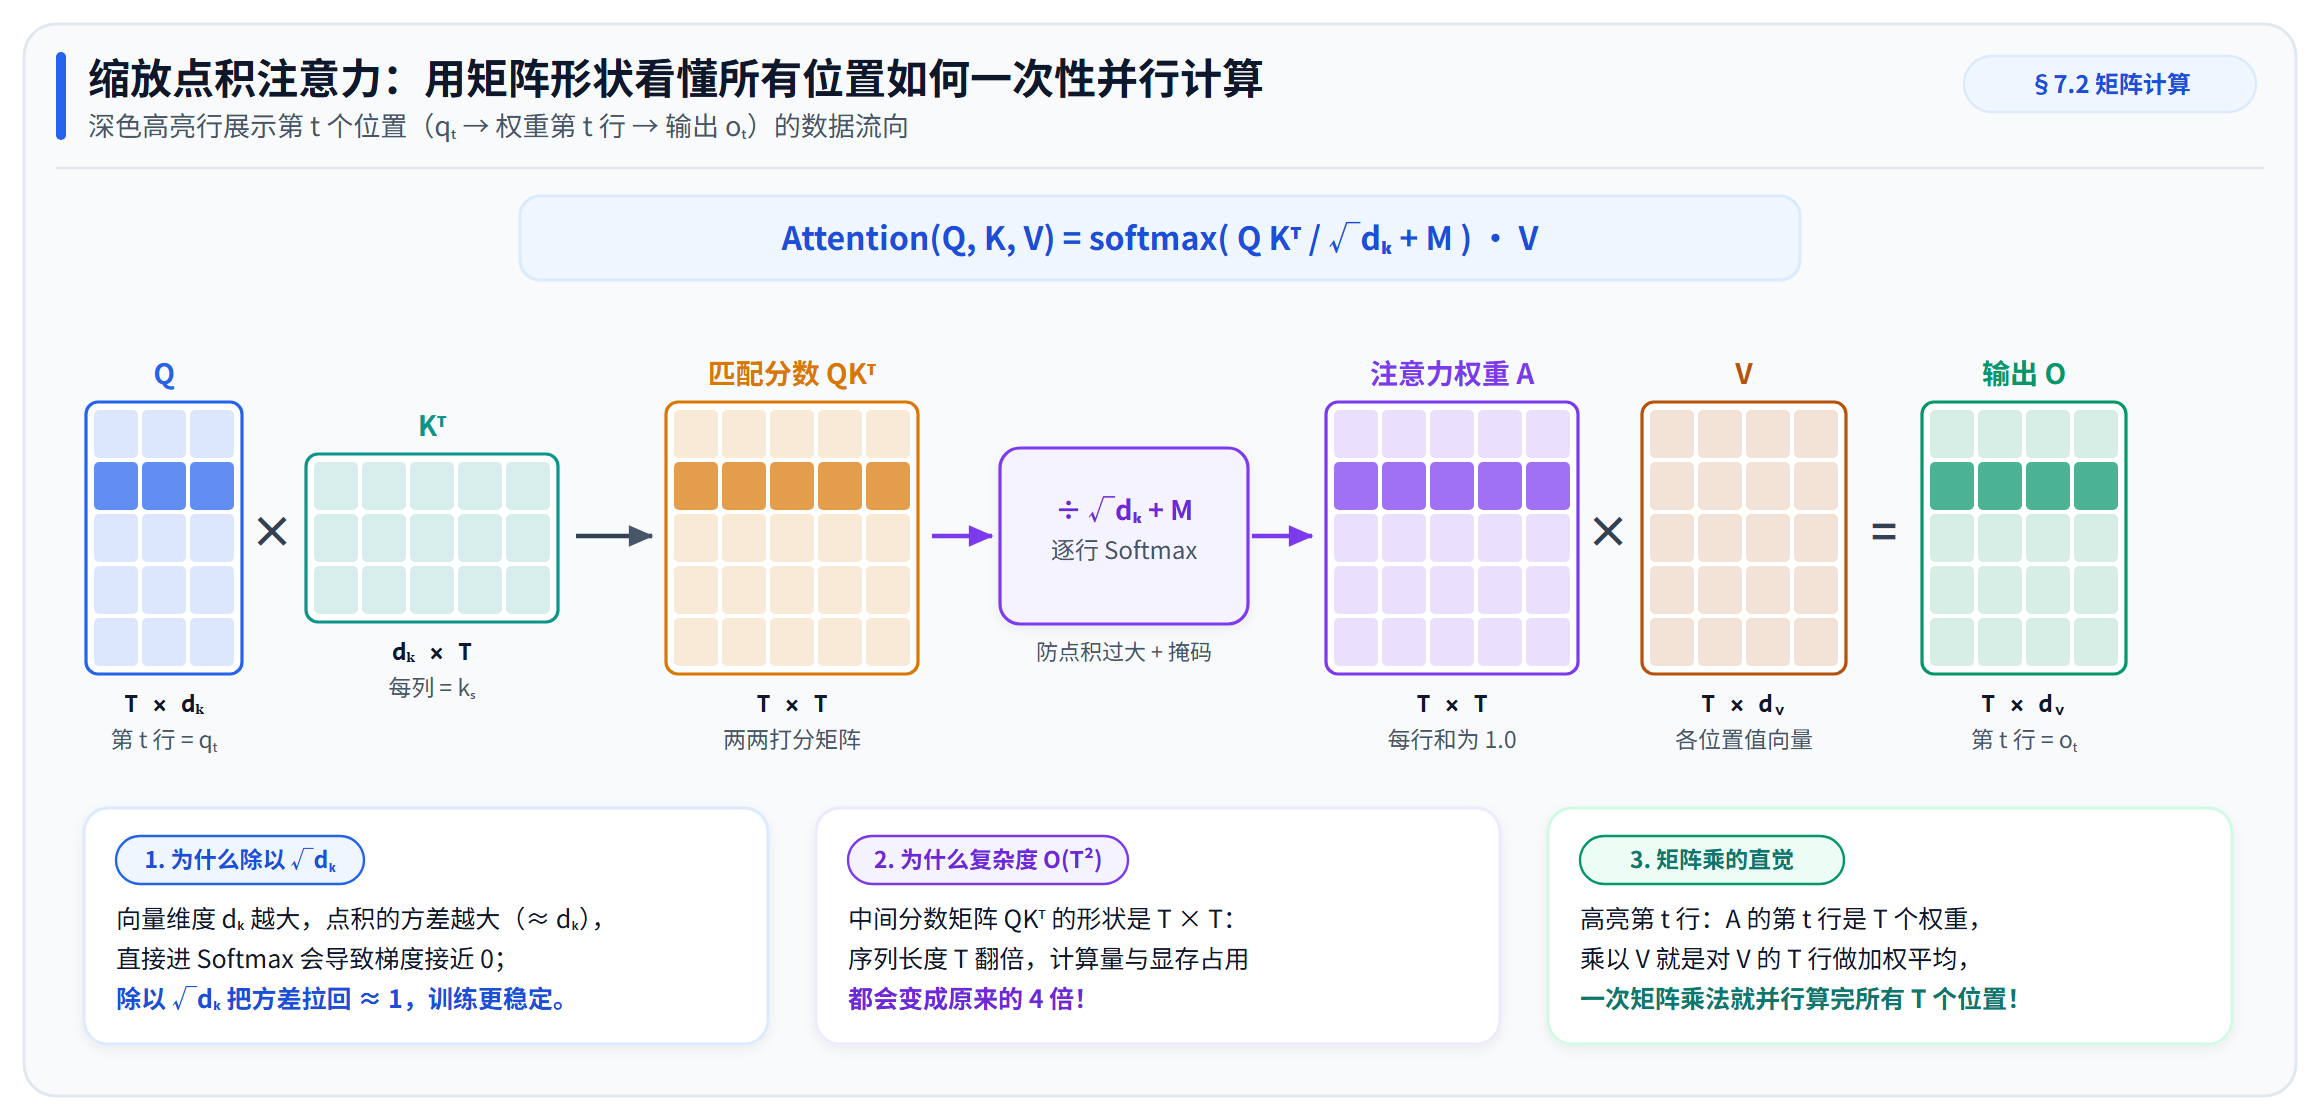 缩放点积注意力：用矩阵形状看懂所有位置如何一次性并行计算
§ 7.2 矩阵计算
深色高亮行展示第 t 个位置（qₜ → 权重第 t 行 → 输出 oₜ）的数据流向
Attention(Q, K, V) = softmax( Q Kᵀ / √dₖ + M ) · V
Q
Kᵀ
匹配分数 QKᵀ
注意力权重 A
V
输出 O
×
÷ √dₖ + M
逐行 Softmax
×
=
防点积过大 + 掩码
dₖ × T
每列 = kₛ
T × dₖ
第 t 行 = qₜ
T × T
两两打分矩阵
T × T
每行和为 1.0
T × dᵥ
各位置值向量
T × dᵥ
第 t 行 = oₜ
1. 为什么除以 √dₖ
向量维度 dₖ 越大，点积的方差越大（≈ dₖ），
直接进 Softmax 会导致梯度接近 0；
除以 √dₖ 把方差拉回 ≈ 1，训练更稳定。
2. 为什么复杂度 O(T²)
中间分数矩阵 QKᵀ 的形状是 T × T：
序列长度 T 翻倍，计算量与显存占用
都会变成原来的 4 倍！
3. 矩阵乘的直觉
高亮第 t 行：A 的第 t 行是 T 个权重，
乘以 V 就是对 V 的 T 行做加权平均，
一次矩阵乘法就并行算完所有 T 个位置！